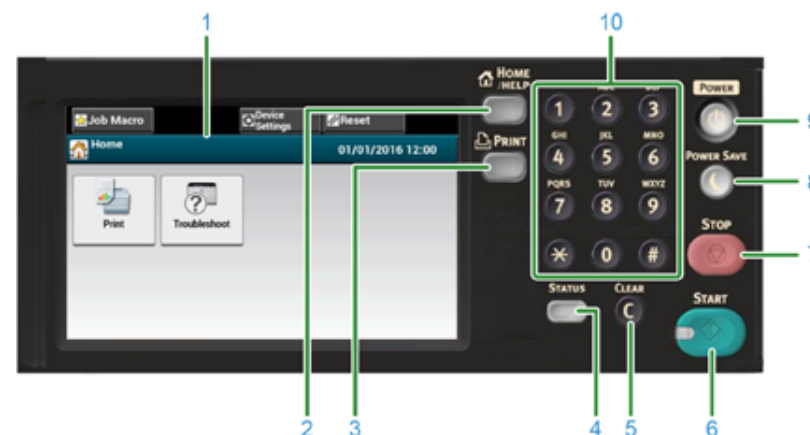 1
10
HOME
/HELP
POWER
Job Macro
Device
Settings
Reset
1 2 3
9
Home
01/01/2016 12:00
PRINT
GHI JKL MNO
4 5 6
POWER SAVE
8
Print
Troubleshoot
PQRS TUV WXYZ
7 8 9
STOP
* 0 #
STATUS
CLEAR
START
C
2 3 4 5 6